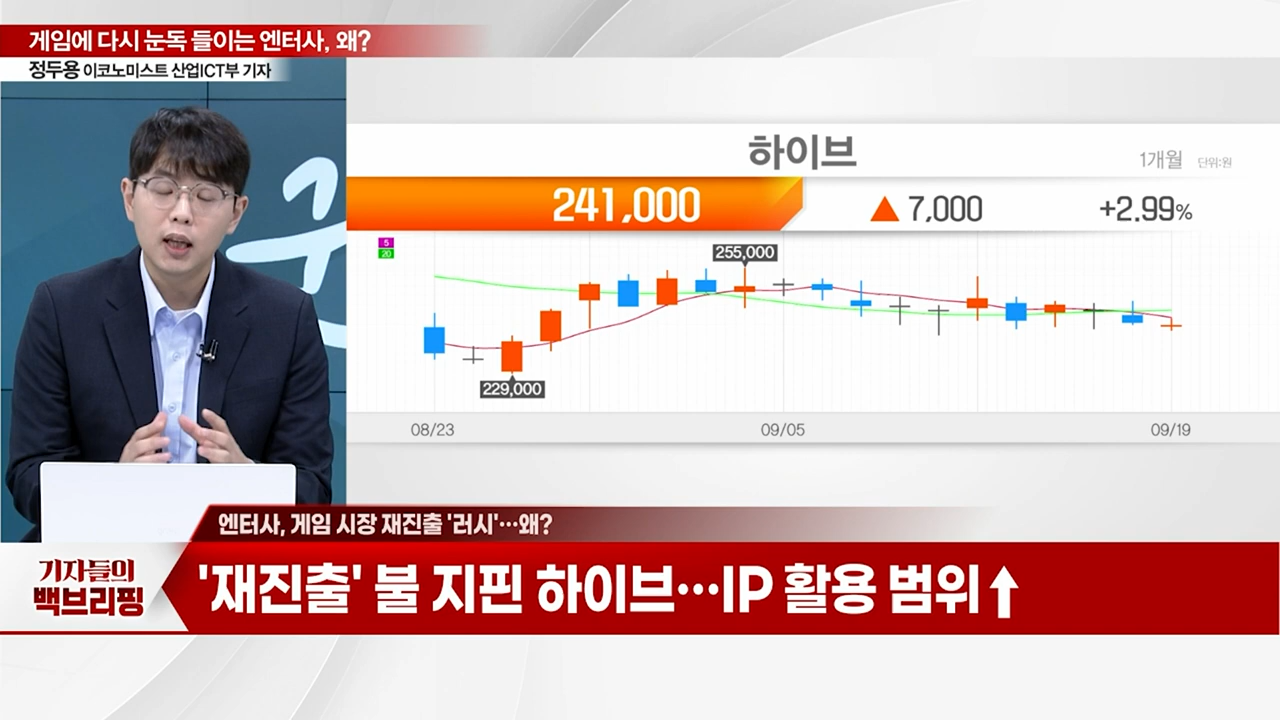 게임에 다시 눈독 들이는 엔터사, 왜?
정두용 이코노미스트 산업ICT부 기자
하이브
1개월 단위:원
241,000 ▲ 7,000 +2.99%
5
20
255,000
229,000
08/23 09/05 09/19
엔터사, 게임 시장 재진출 '러시'…왜?
기자들의
백브리핑
'재진출' 불 지핀 하이브…IP 활용 범위↑